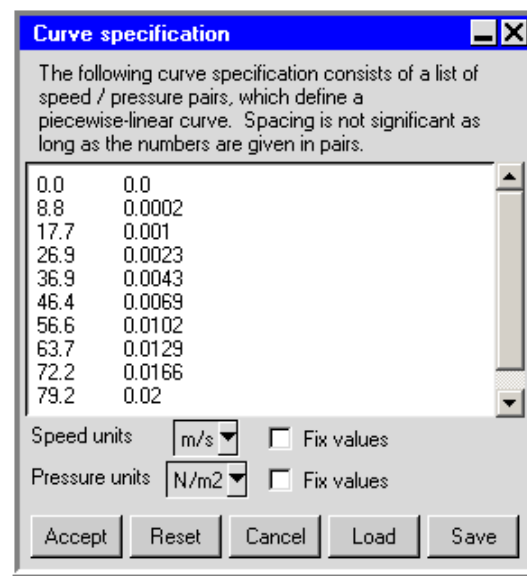 Curve specification
The following curve specification consists of a list of
speed / pressure pairs, which define a
piecewise-linear curve. Spacing is not significant as
long as the numbers are given in pairs.
0.0 0.0
8.8 0.0002
17.7 0.001
26.9 0.0023
36.9 0.0043
46.4 0.0069
56.6 0.0102
63.7 0.0129
72.2 0.0166
79.2 0.02
Speed units m/s Fix values
Pressure units N/m2 Fix values
Accept Reset Cancel Load Save